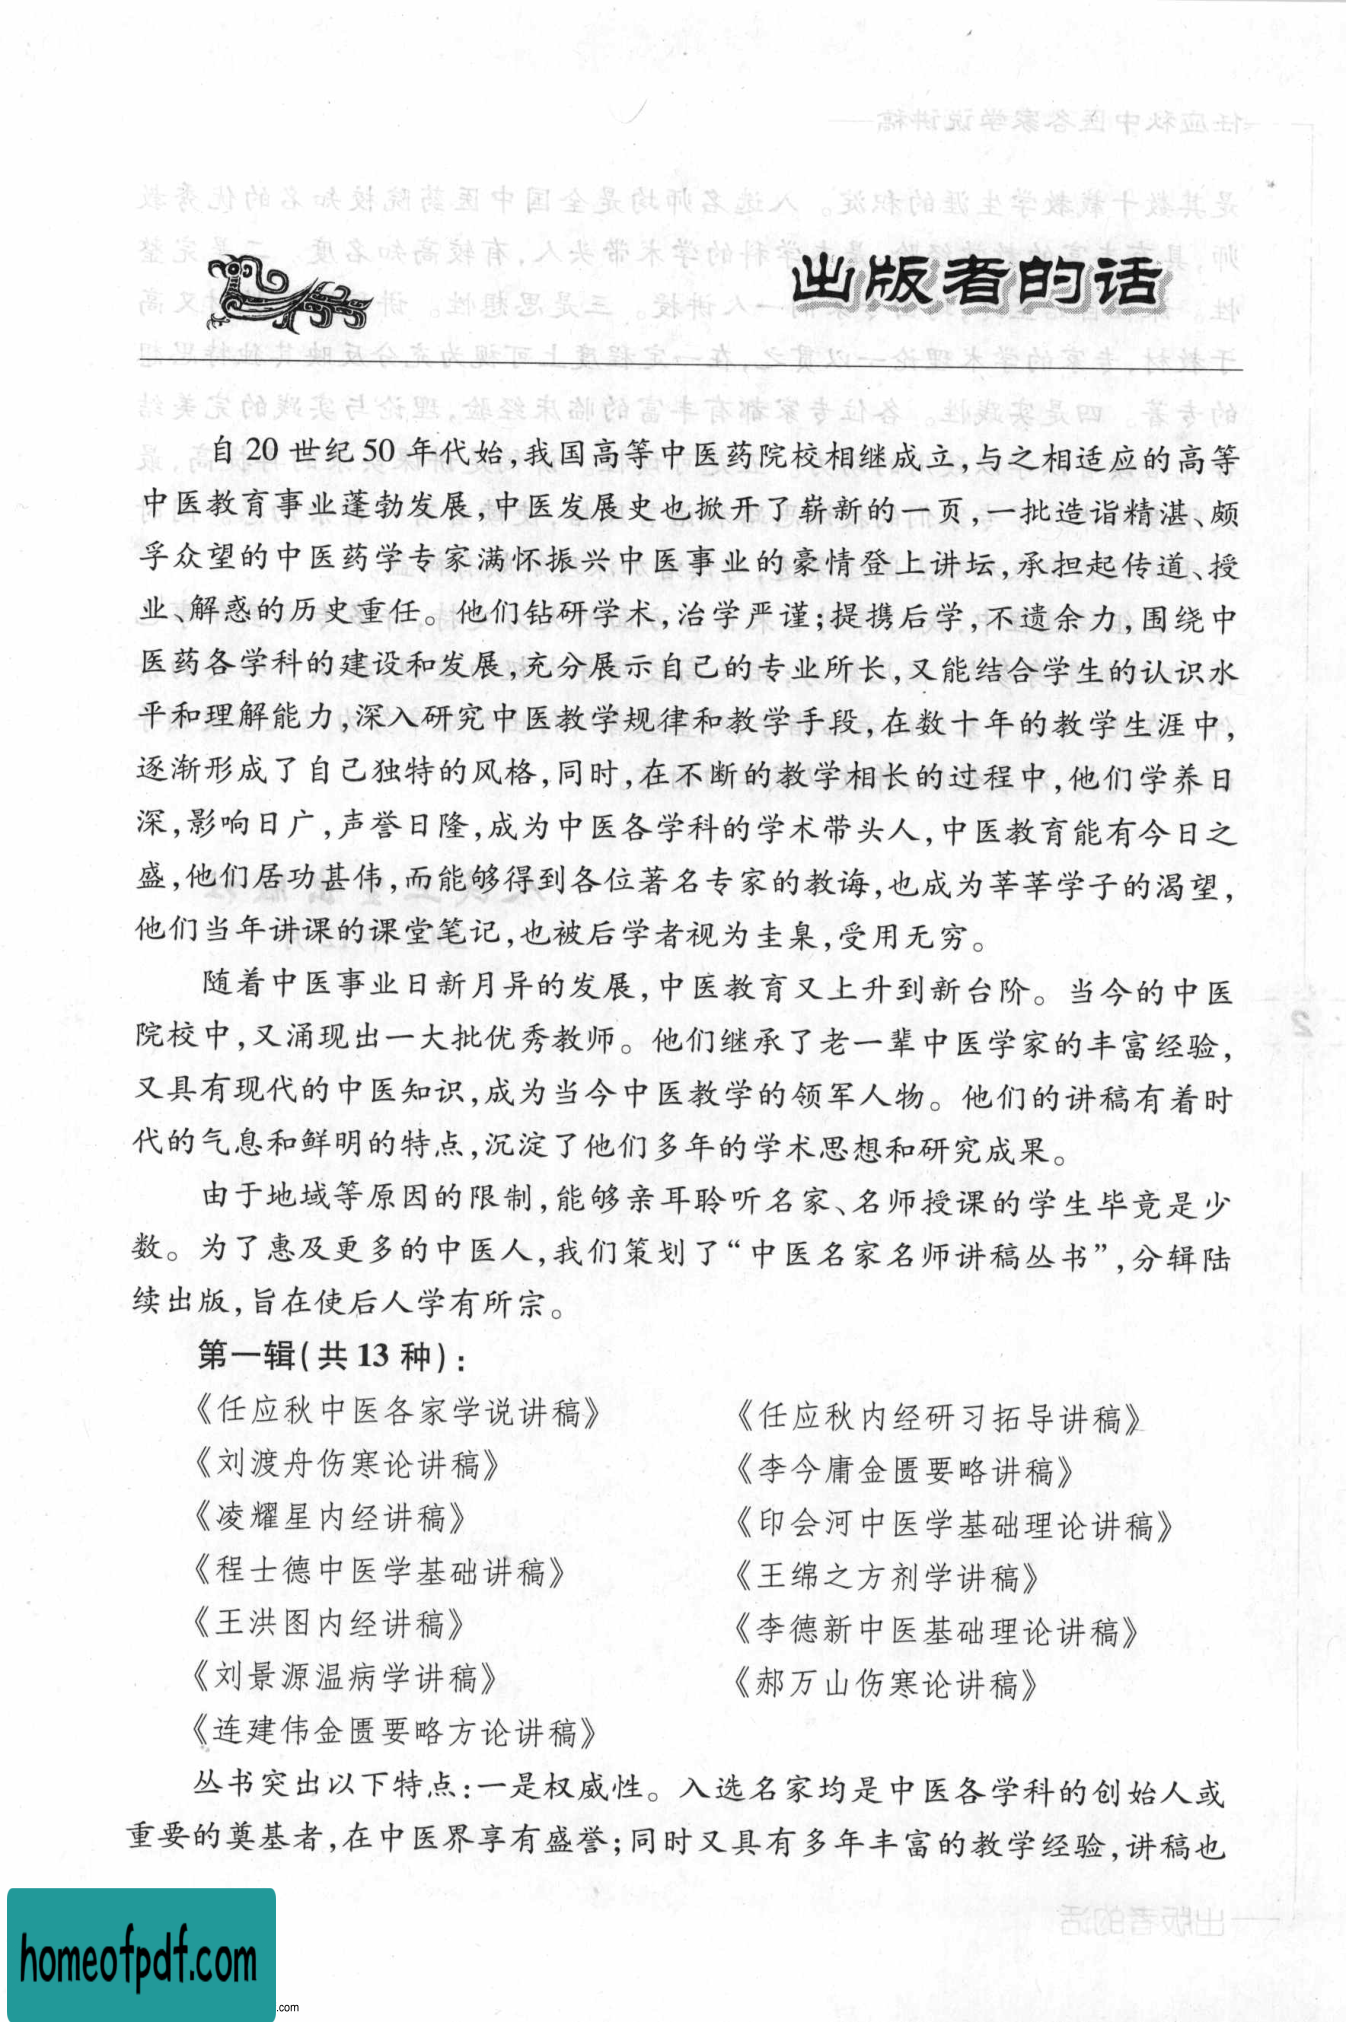 出版者的话
自20世纪50年代始,我国高等中医药院校相继成立,与之相适应的高等
中医教育事业蓬勃发展,中医发展史也掀开了崭新的一页,一批造诣精湛、颇
孚众望的中医药学专家满怀振兴中医事业的豪情登上讲坛,承担起传道、授
业、解惑的历史重任。他们钻研学术,治学严谨;提携后学,不遗余力,围绕中
医药各学科的建设和发展,充分展示自己的专业所长,又能结合学生的认识水
平和理解能力,深入研究中医教学规律和教学手段,在数十年的教学生涯中,
逐渐形成了自己独特的风格,同时,在不断的教学相长的过程中,他们学养日
深,影响日广,声誉日隆,成为中医各学科的学术带头人,中医教育能有今日之
盛,他们居功甚伟,而能够得到各位著名专家的教诲,也成为莘莘学子的渴望,
他们当年讲课的课堂笔记,也被后学者视为圭臬,受用无穷。
随着中医事业日新月异的发展,中医教育又上升到新台阶。当今的中医
院校中,又涌现出一大批优秀教师。他们继承了老一辈中医学家的丰富经验,
又具有现代的中医知识,成为当今中医教学的领军人物。他们的讲稿有着时
代的气息和鲜明的特点,沉淀了他们多年的学术思想和研究成果。
由于地域等原因的限制,能够亲耳聆听名家、名师授课的学生毕竟是少
数。为了惠及更多的中医人,我们策划了“中医名家名师讲稿丛书”,分辑陆
续出版,旨在使后人学有所宗。
第一辑(共13种):
《任应秋中医各家学说讲稿》 《任应秋内经研习拓导讲稿》
《刘渡舟伤寒论讲稿》 《李今庸金匮要略讲稿》
《凌耀星内经讲稿》 《印会河中医学基础理论讲稿》
《程士德中医学基础讲稿》 《王绵之方剂学讲稿》
《王洪图内经讲稿》 《李德新中医基础理论讲稿》
《刘景源温病学讲稿》 《郝万山伤寒论讲稿》
《连建伟金匮要略方论讲稿》
丛书突出以下特点:一是权威性。入选名家均是中医各学科的创始人或
重要的奠基者,在中医界享有盛誉;同时又具有多年丰富的教学经验,讲稿也
homeofpdf.com
.com